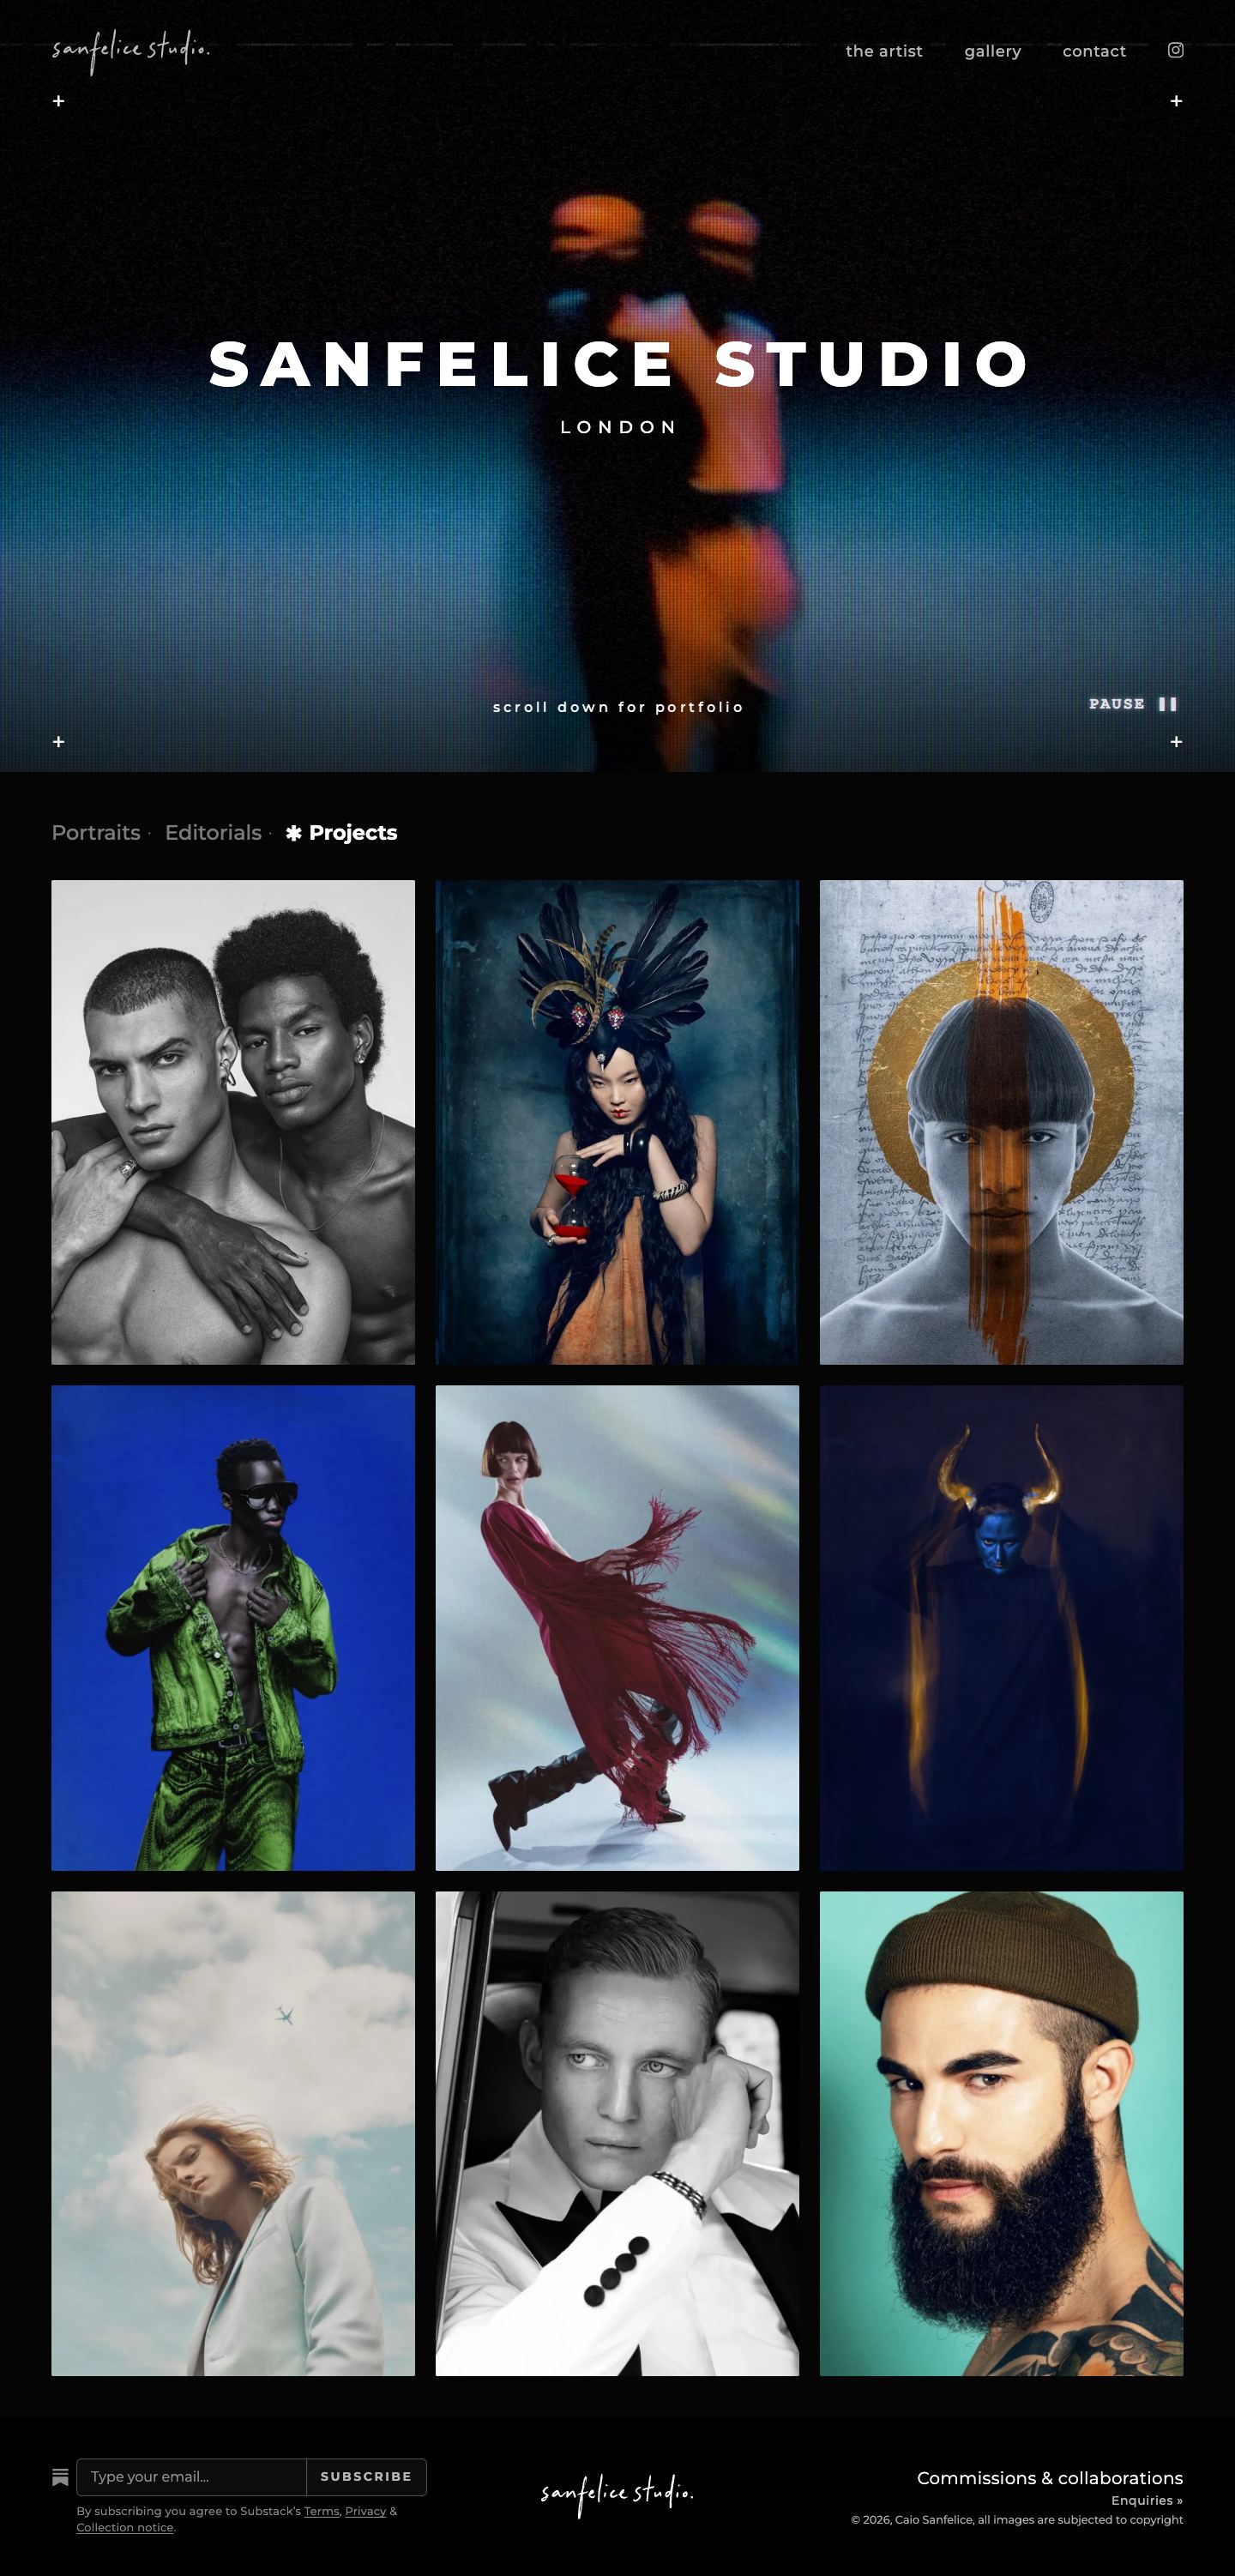 sanfelice studio.
the artist
gallery
contact
SANFELICE STUDIO
LONDON
scroll down for portfolio
PAUSE
Portraits ·
Editorials ·
✱ Projects
Type your email...
SUBSCRIBE
By subscribing you agree to Substack's Terms, Privacy &
Collection notice.
sanfelice studio.
Commissions & collaborations
Enquiries »
© 2026, Caio Sanfelice, all images are subjected to copyright